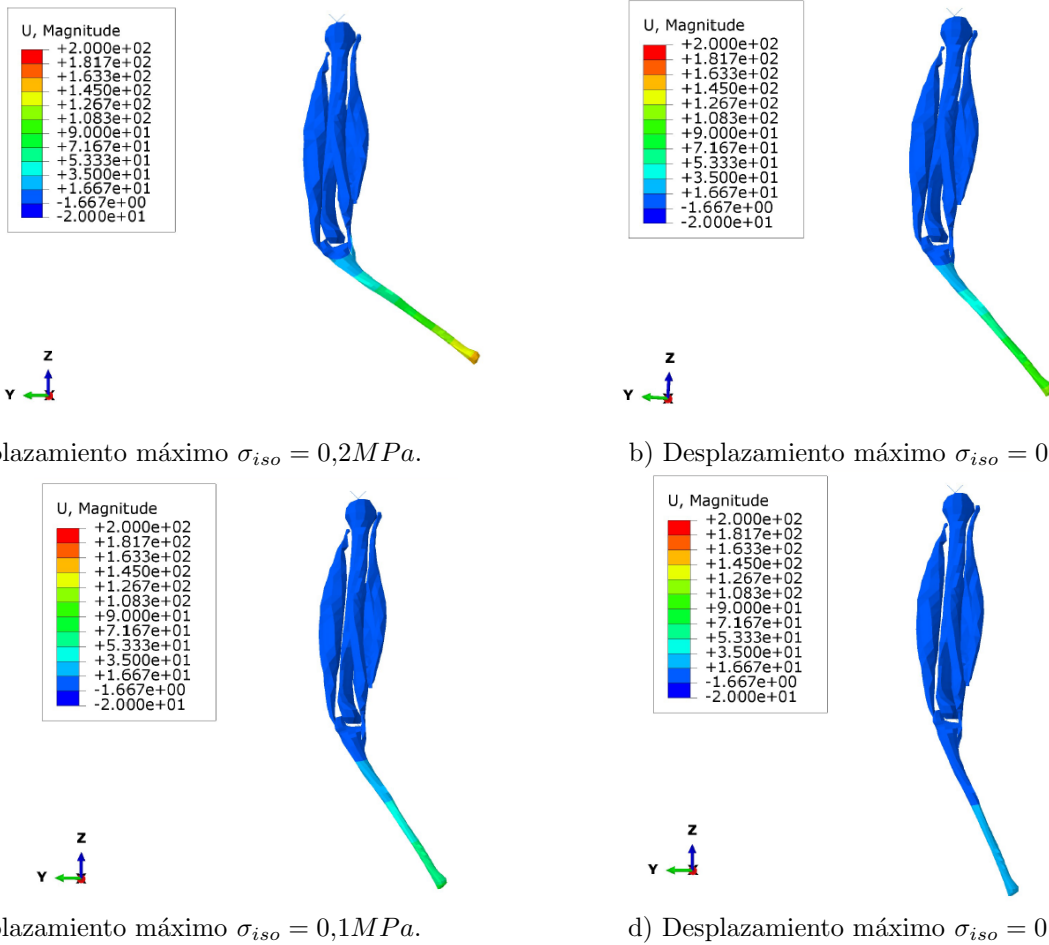 U, Magnitude
+2.000e+02
+1.817e+02
+1.633e+02
+1.450e+02
+1.267e+02
+1.083e+02
+9.000e+01
+7.167e+01
+5.333e+01
+3.500e+01
+1.667e+01
-1.667e+00
-2.000e+01
Z
Y
X
plazamiento máximo σiso = 0,2MPa.
U, Magnitude
+2.000e+02
+1.817e+02
+1.633e+02
+1.450e+02
+1.267e+02
+1.083e+02
+9.000e+01
+7.167e+01
+5.333e+01
+3.500e+01
+1.667e+01
-1.667e+00
-2.000e+01
Z
Y
X
b) Desplazamiento máximo σiso = 0
U, Magnitude
+2.000e+02
+1.817e+02
+1.633e+02
+1.450e+02
+1.267e+02
+1.083e+02
+9.000e+01
+7.167e+01
+5.333e+01
+3.500e+01
+1.667e+01
-1.667e+00
-2.000e+01
Z
Y
X
plazamiento máximo σiso = 0,1MPa.
U, Magnitude
+2.000e+02
+1.817e+02
+1.633e+02
+1.450e+02
+1.267e+02
+1.083e+02
+9.000e+01
+7.167e+01
+5.333e+01
+3.500e+01
+1.667e+01
-1.667e+00
-2.000e+01
Z
Y
X
d) Desplazamiento máximo σiso = 0